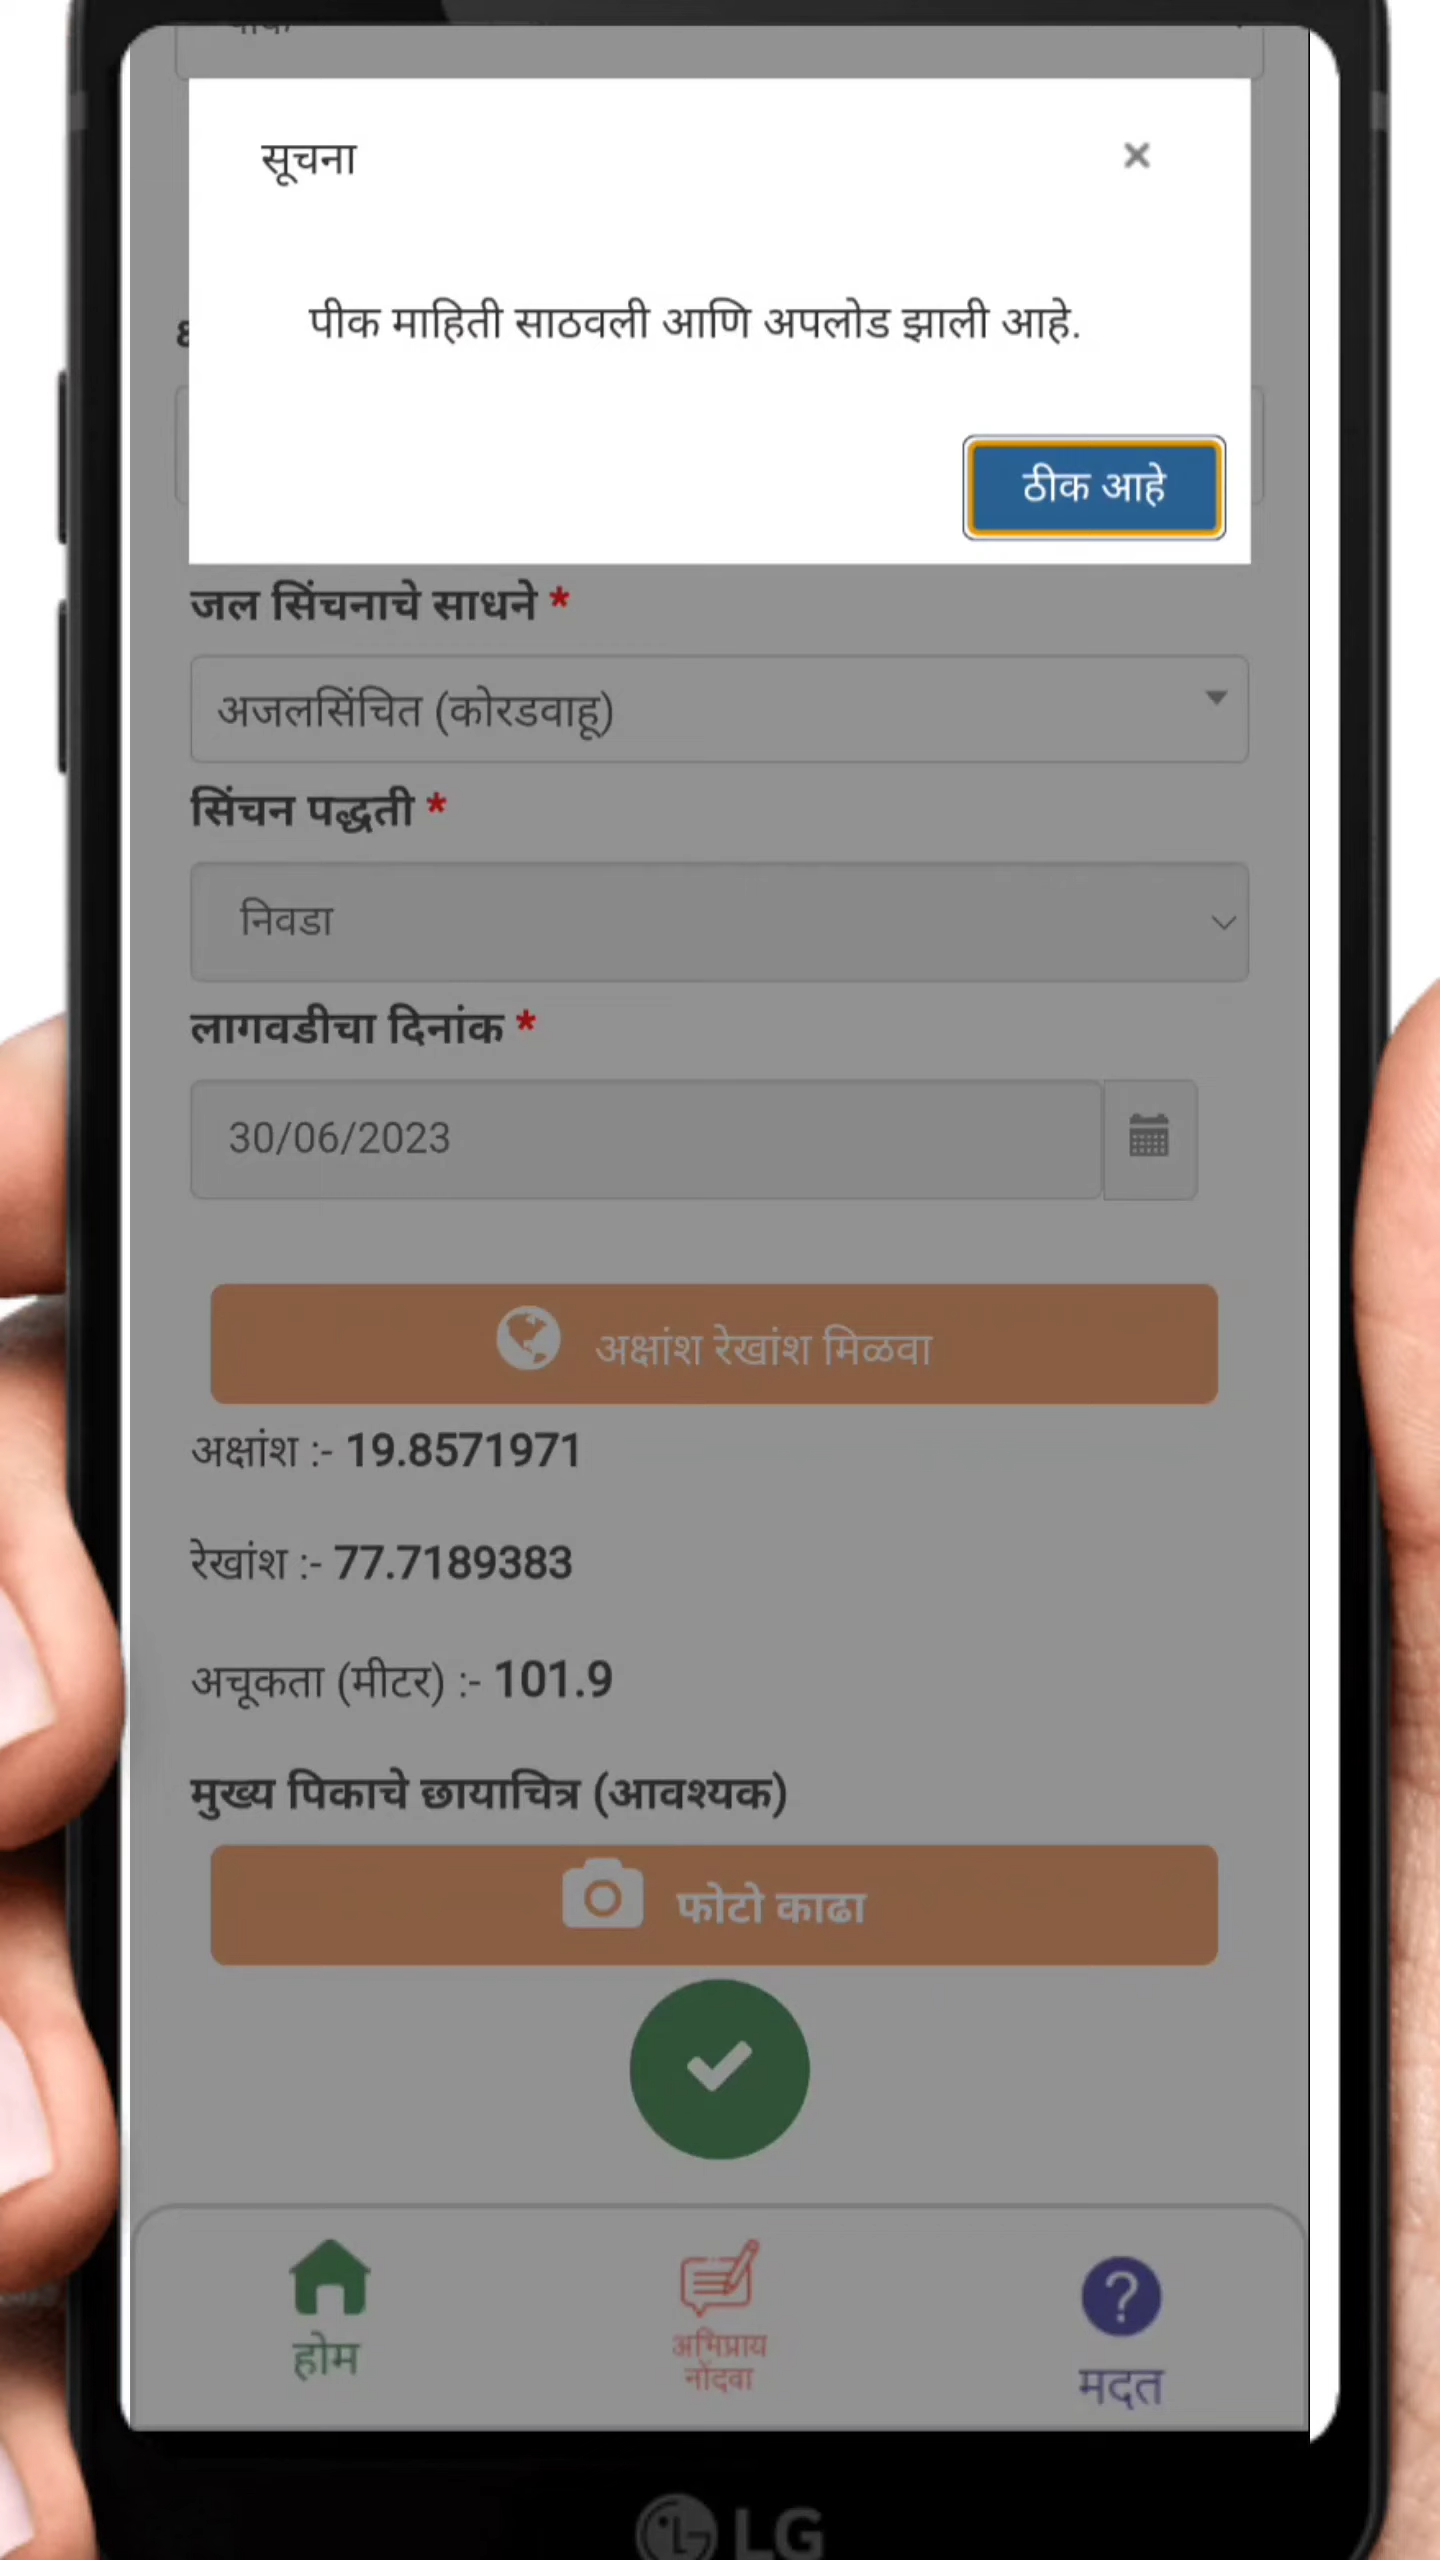 सूचना
पीक माहिती साठवली आणि अपलोड झाली आहे.
ठीक आहे
जल सिंचनाचे साधने *
अजलसिंचित (कोरडवाहू)
सिंचन पद्धती *
निवडा
लागवडीचा दिनांक *
30/06/2023
अक्षांश रेखांश मिळवा
अक्षांश :- 19.8571971
रेखांश :- 77.7189383
अचूकता (मीटर) :- 101.9
मुख्य पिकाचे छायाचित्र (आवश्यक)
फोटो काढा
होम
अभिप्राय
नोंदवा
मदत
LG